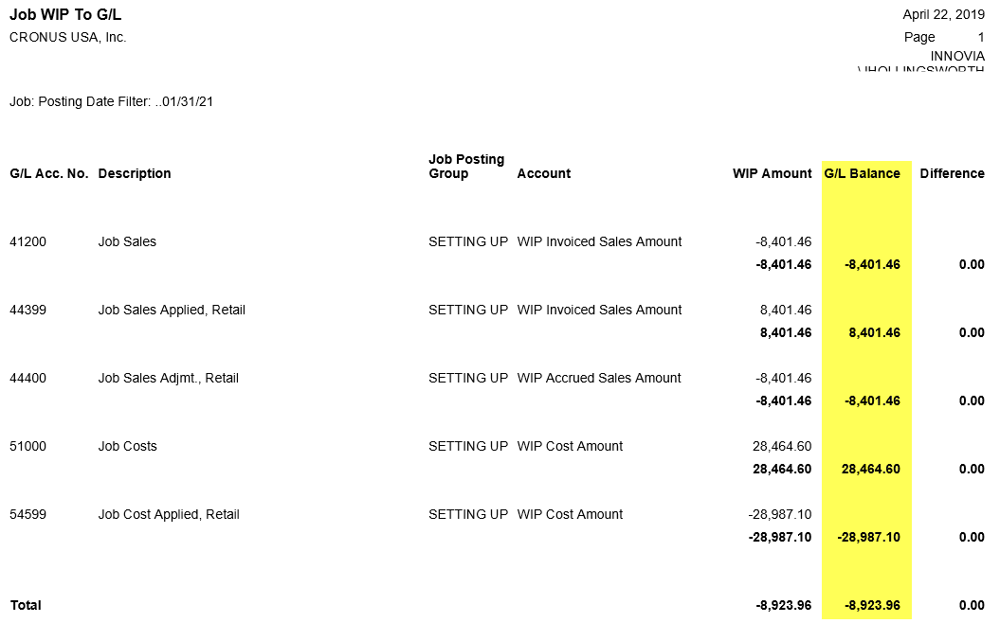 Job WIP To G/L April 22, 2019
CRONUS USA, Inc. Page 1
INNOVIA
\JHOLLINGSWORTH
Job: Posting Date Filter: ..01/31/21
Job Posting
G/L Acc. No. Description Group Account WIP Amount G/L Balance Difference
41200 Job Sales SETTING UP WIP Invoiced Sales Amount -8,401.46
-8,401.46 -8,401.46 0.00
44399 Job Sales Applied, Retail SETTING UP WIP Invoiced Sales Amount 8,401.46
8,401.46 8,401.46 0.00
44400 Job Sales Adjmt., Retail SETTING UP WIP Accrued Sales Amount -8,401.46
-8,401.46 -8,401.46 0.00
51000 Job Costs SETTING UP WIP Cost Amount 28,464.60
28,464.60 28,464.60 0.00
54599 Job Cost Applied, Retail SETTING UP WIP Cost Amount -28,987.10
-28,987.10 -28,987.10 0.00
Total -8,923.96 -8,923.96 0.00